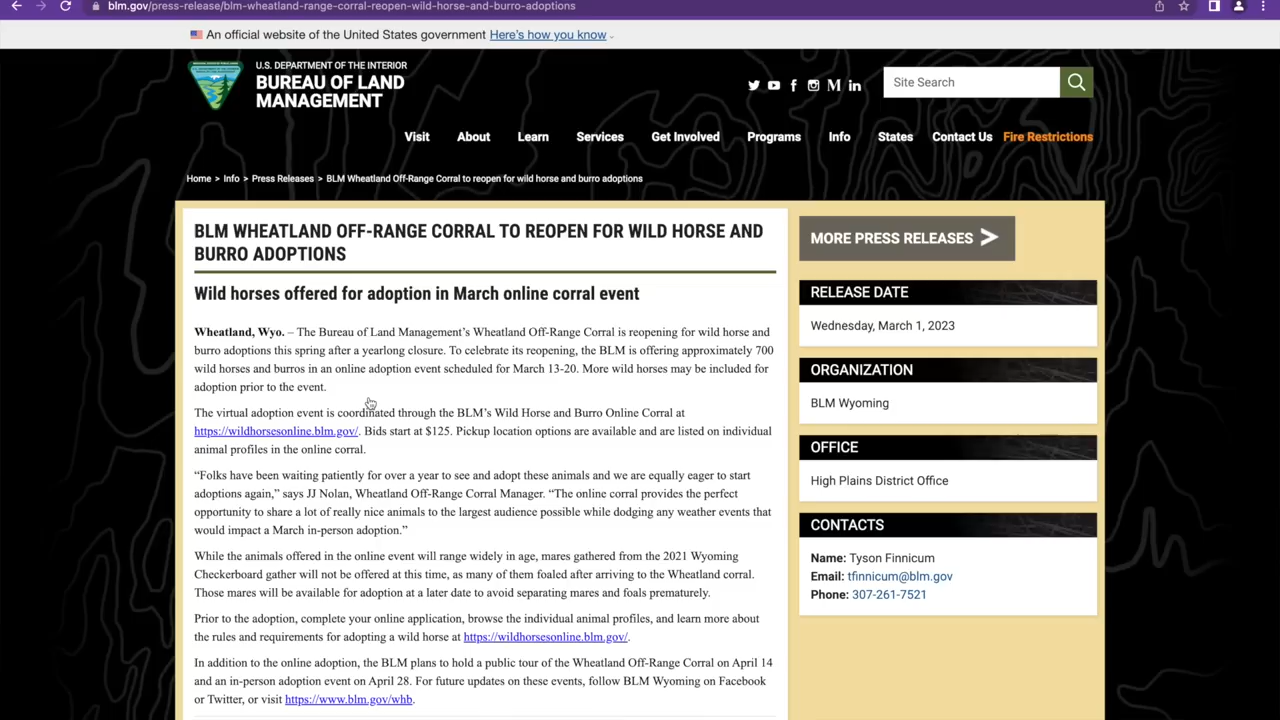 blm.gov/press-release/blm-wheatland-off-range-corral-reopen-wild-horse-and-burro-adoptions
An official website of the United States government Here's how you know
U.S. DEPARTMENT OF THE INTERIOR
BUREAU OF LAND
MANAGEMENT
Site Search
Visit About Learn Services Get Involved Programs Info States Contact Us Fire Restrictions
Home > Info > Press Releases > BLM Wheatland Off-Range Corral to reopen for wild horse and burro adoptions
BLM WHEATLAND OFF-RANGE CORRAL TO REOPEN FOR WILD HORSE AND
BURRO ADOPTIONS
Wild horses offered for adoption in March online corral event
Wheatland, Wyo. – The Bureau of Land Management’s Wheatland Off-Range Corral is reopening for wild horse and
burro adoptions this spring after a yearlong closure. To celebrate its reopening, the BLM is offering approximately 700
wild horses and burros in an online adoption event scheduled for March 13-20. More wild horses may be included for
adoption prior to the event.
The virtual adoption event is coordinated through the BLM’s Wild Horse and Burro Online Corral at
https://wildhorsesonline.blm.gov/. Bids start at $125. Pickup location options are available and are listed on individual
animal profiles in the online corral.
“Folks have been waiting patiently for over a year to see and adopt these animals and we are equally eager to start
adoptions again,” says JJ Nolan, Wheatland Off-Range Corral Manager. “The online corral provides the perfect
opportunity to share a lot of really nice animals to the largest audience possible while dodging any weather events that
would impact a March in-person adoption.”
While the animals offered in the online event will range widely in age, mares gathered from the 2021 Wyoming
Checkerboard gather will not be offered at this time, as many of them foaled after arriving to the Wheatland corral.
Those mares will be available for adoption at a later date to avoid separating mares and foals prematurely.
Prior to the adoption, complete your online application, browse the individual animal profiles, and learn more about
the rules and requirements for adopting a wild horse at https://wildhorsesonline.blm.gov/.
In addition to the online adoption, the BLM plans to hold a public tour of the Wheatland Off-Range Corral on April 14
and an in-person adoption event on April 28. For future updates on these events, follow BLM Wyoming on Facebook
or Twitter, or visit https://www.blm.gov/whb.
MORE PRESS RELEASES
RELEASE DATE
Wednesday, March 1, 2023
ORGANIZATION
BLM Wyoming
OFFICE
High Plains District Office
CONTACTS
Name: Tyson Finnicum
Email: tfinnicum@blm.gov
Phone: 307-261-7521